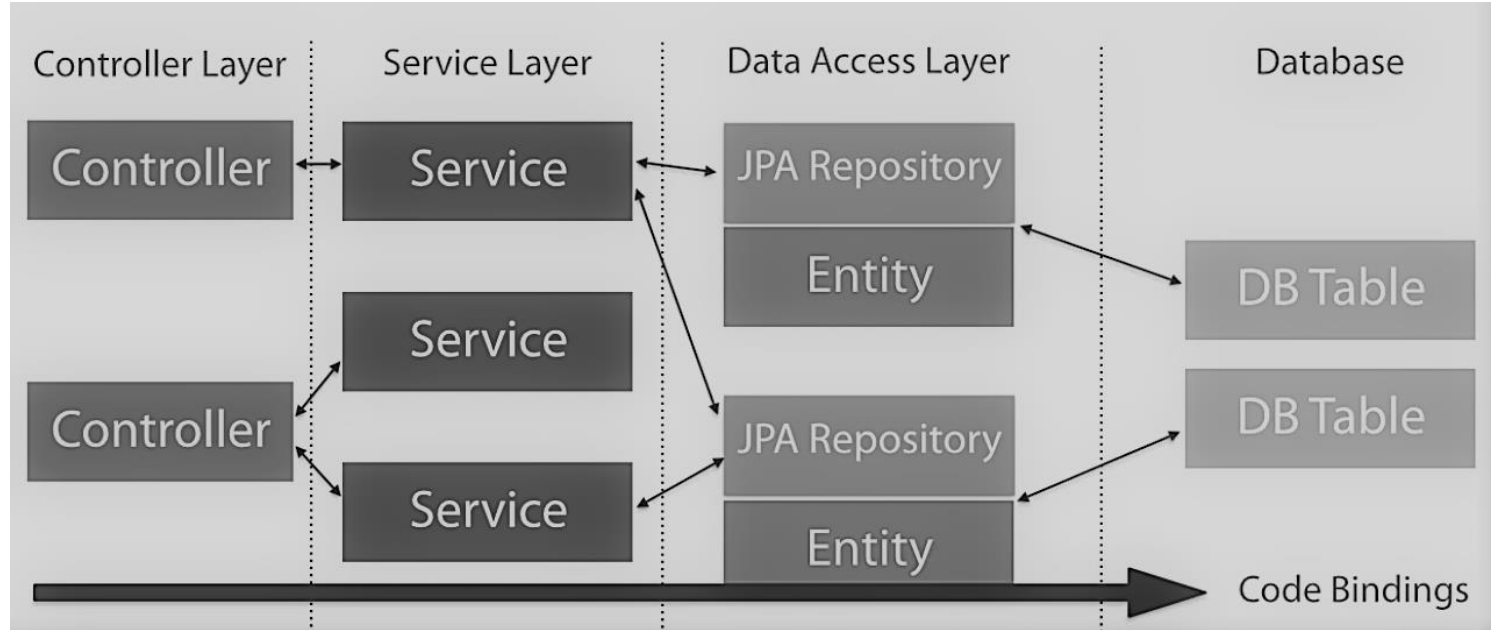 Controller Layer
Service Layer
Data Access Layer
Database
Controller
Service
JPA Repository
Entity
DB Table
Service
Controller
DB Table
JPA Repository
Service
Entity
Code Bindings